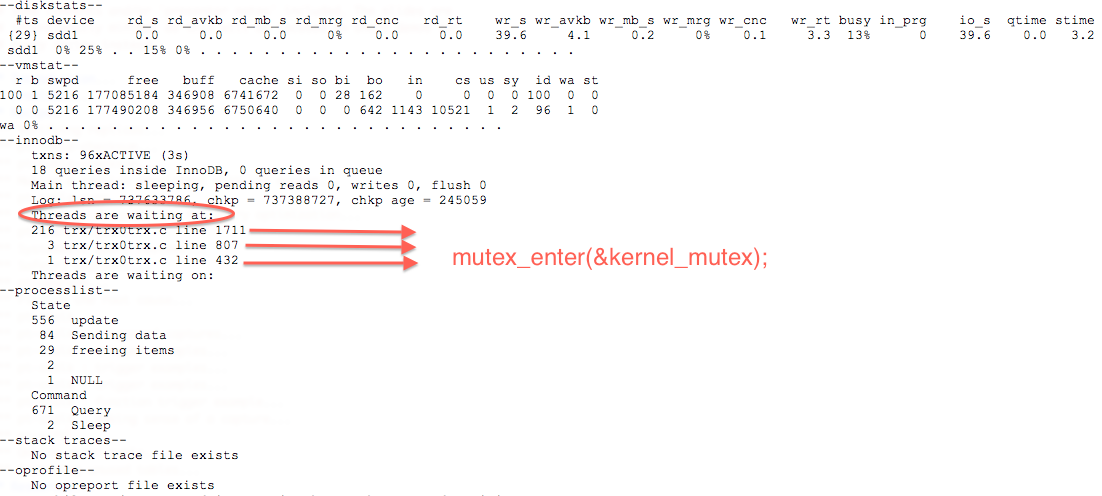 --diskstats--
#ts device rd_s rd_avkb rd_mb_s rd_mrg rd_cnc rd_rt wr_s wr_avkb wr_mb_s wr_mrg wr_cnc wr_rt busy in_prg io_s qtime stime
{29} sdd1 0.0 0.0 0.0 0% 0.0 0.0 39.6 4.1 0.2 0% 0.1 3.3 13% 0 39.6 0.0 3.2
sdd1 0% 25% . . 15% 0% . . . . . . . . . . . . . . . . . . . . . . . .
--vmstat--
r b swpd free buff cache si so bi bo in cs us sy id wa st
100 1 5216 177085184 346908 6741672 0 0 28 162 0 0 0 0 100 0 0
0 0 5216 177490208 346956 6750640 0 0 0 642 1143 10521 1 2 96 1 0
wa 0% . . . . . . . . . . . . . . . . . . . . . . . . . . . . . .
--innodb--
txns: 96xACTIVE (3s)
18 queries inside InnoDB, 0 queries in queue
Main thread: sleeping, pending reads 0, writes 0, flush 0
Log: lsn = 737633786, chkp = 737388727, chkp age = 245059
Threads are waiting at:
216 trx/trx0trx.c line 1711
3 trx/trx0trx.c line 807
1 trx/trx0trx.c line 432
mutex_enter(&kernel_mutex);
Threads are waiting on:
--processlist--
State
556 update
84 Sending data
29 freeing items
2
1 NULL
Command
671 Query
2 Sleep
--stack traces--
No stack trace file exists
--oprofile--
No opreport file exists